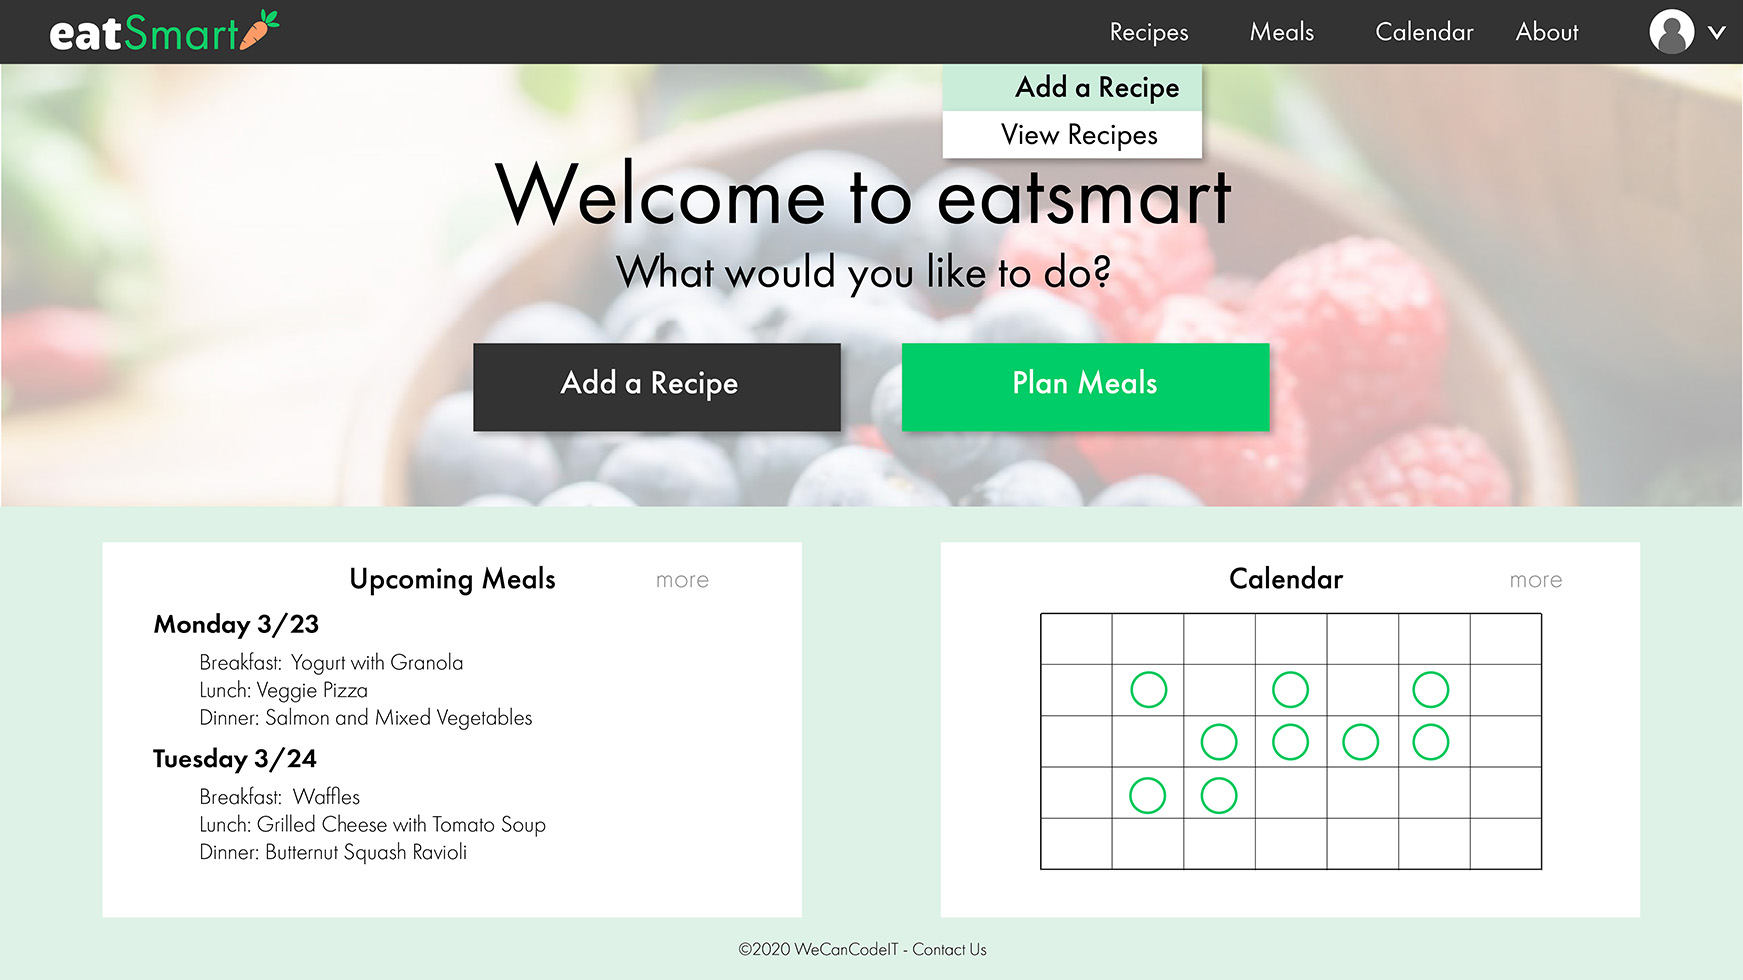 eatSmart
Recipes Meals Calendar About
Add a Recipe
View Recipes
Welcome to eatsmart
What would you like to do?
Add a Recipe
Plan Meals
Upcoming Meals more
Monday 3/23
Breakfast: Yogurt with Granola
Lunch: Veggie Pizza
Dinner: Salmon and Mixed Vegetables
Tuesday 3/24
Breakfast: Waffles
Lunch: Grilled Cheese with Tomato Soup
Dinner: Butternut Squash Ravioli
Calendar more
©2020 WeCanCodeIT - Contact Us